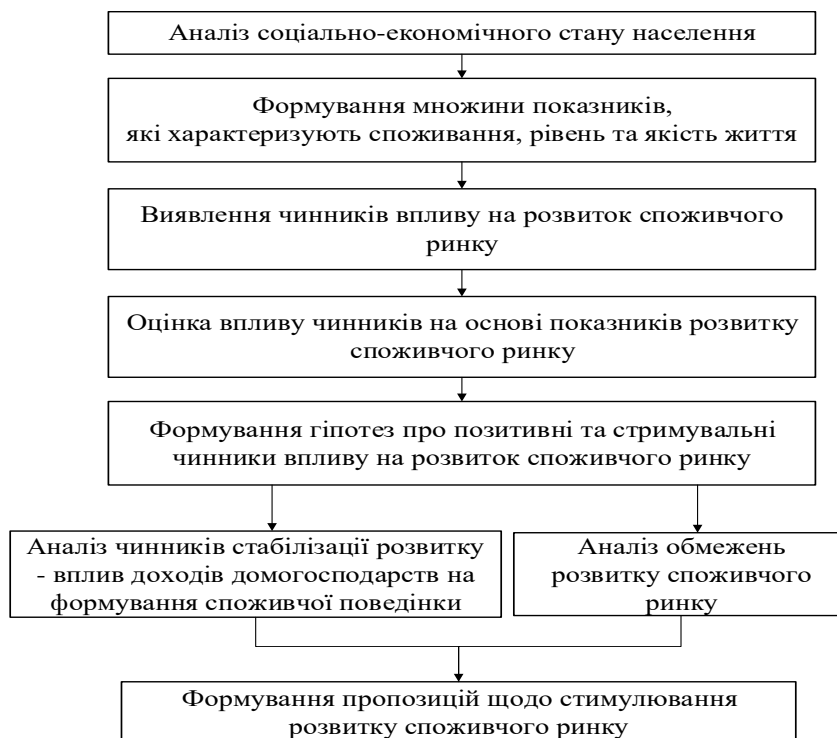 Аналіз соціально-економічного стану населення
Формування множини показників,
які характеризують споживання, рівень та якість життя
Виявлення чинників впливу на розвиток споживчого
ринку
Оцінка впливу чинників на основі показників розвитку
споживчого ринку
Формування гіпотез про позитивні та стримувальні
чинники впливу на розвиток споживчого ринку
Аналіз чинників стабілізації розвитку
- вплив доходів домогосподарств на
формування споживчої поведінки
Аналіз обмежень
розвитку споживчого
ринку
Формування пропозицій щодо стимулювання
розвитку споживчого ринку